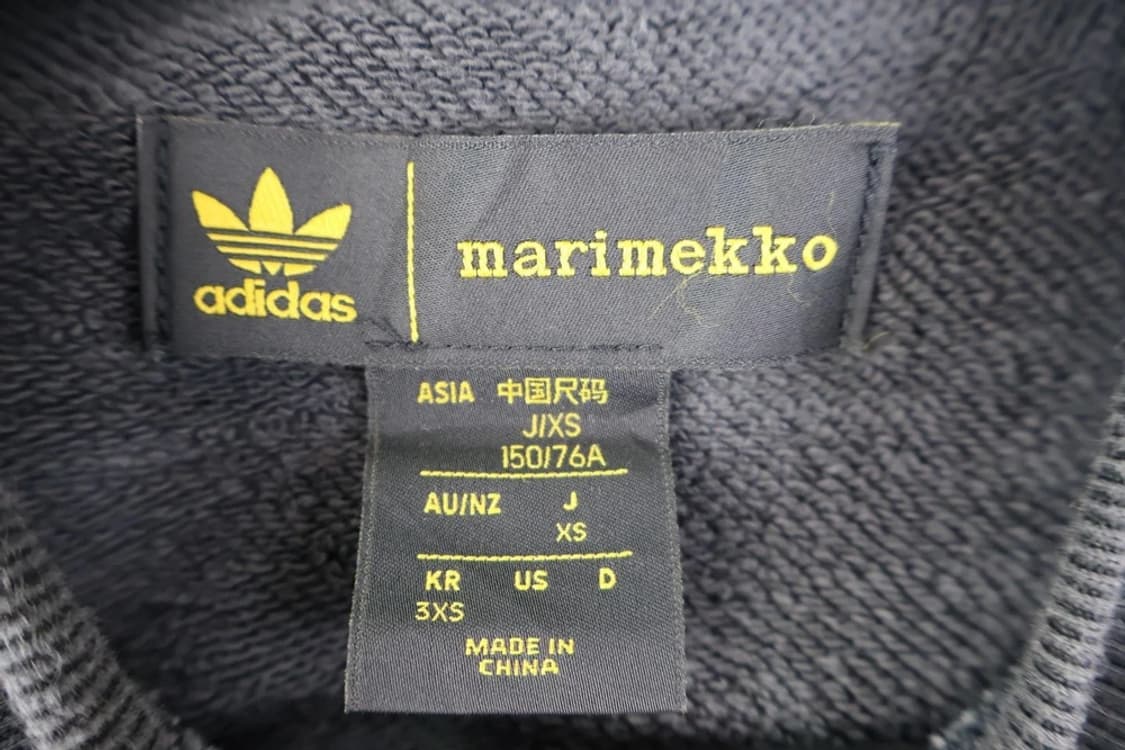 adidas
marimekko
ASIA 中国尺码
J/XS
150/76A
AU/NZ J
XS
KR US D
3XS
MADE IN
CHINA